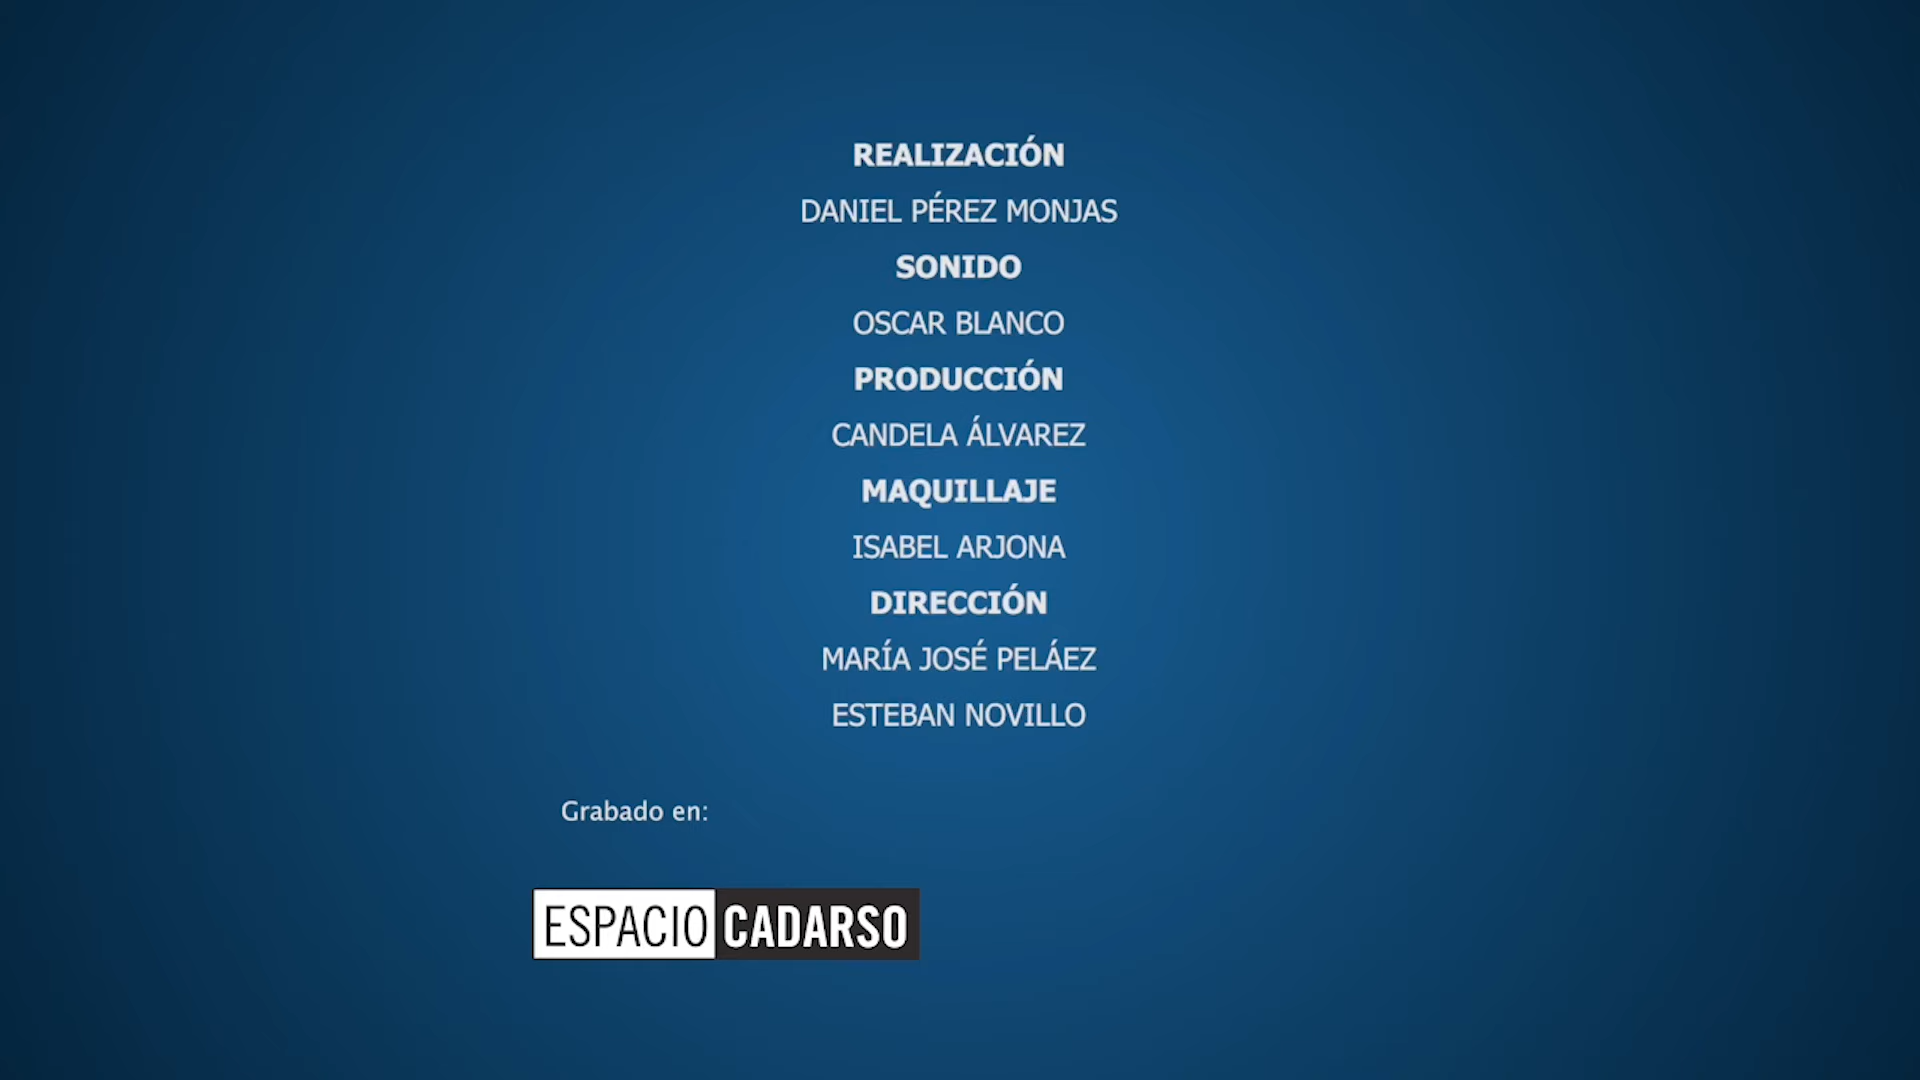 REALIZACIÓN
DANIEL PÉREZ MONJAS
SONIDO
OSCAR BLANCO
PRODUCCIÓN
CANDELA ÁLVAREZ
MAQUILLAJE
ISABEL ARJONA
DIRECCIÓN
MARÍA JOSÉ PELÁEZ
ESTEBAN NOVILLO
Grabado en:
ESPACIO CADARSO